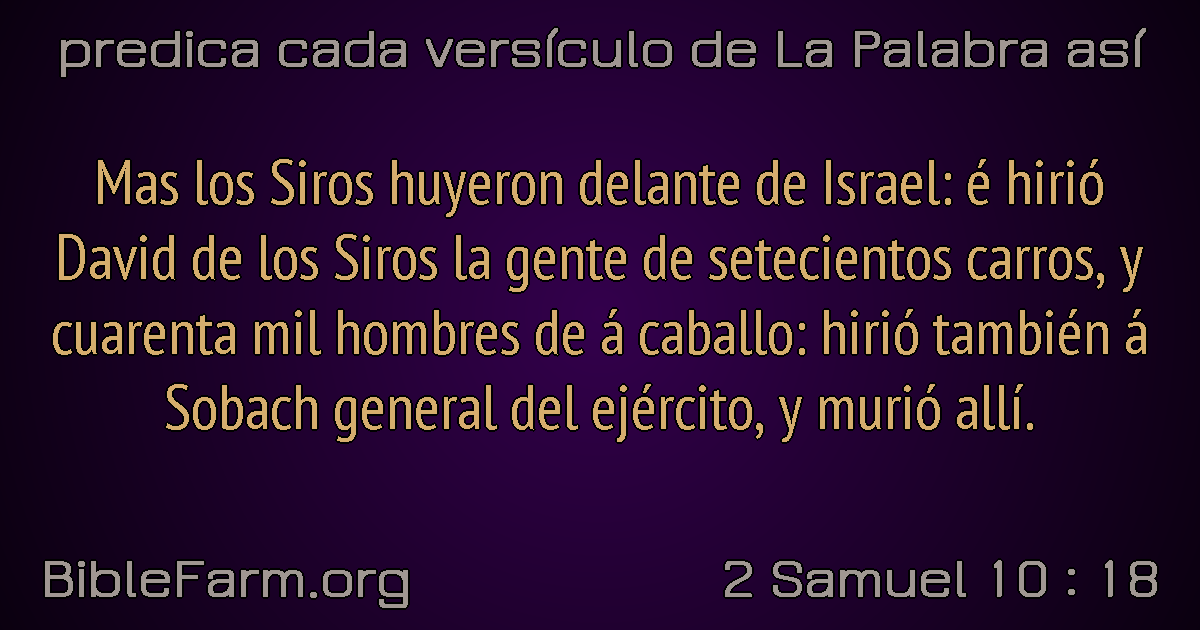 predica cada versículo de La Palabra así
Mas los Siros huyeron delante de Israel: é hirió
David de los Siros la gente de setecientos carros, y
cuarenta mil hombres de á caballo: hirió también á
Sobach general del ejército, y murió allí.
BibleFarm.org
2 Samuel 10 : 18